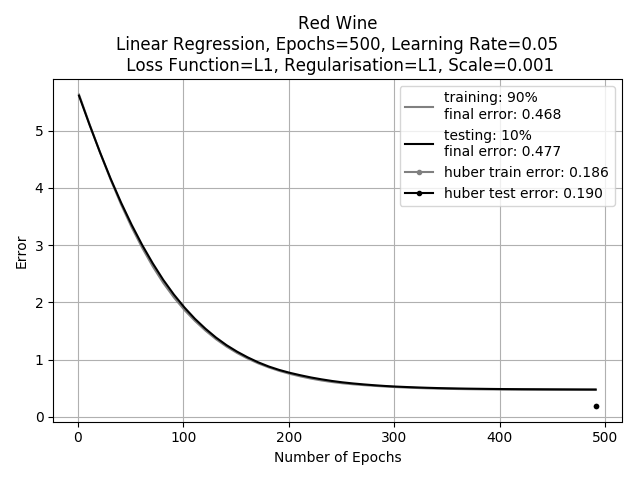 Red Wine
Linear Regression, Epochs=500, Learning Rate=0.05
Loss Function=L1, Regularisation=L1, Scale=0.001
training: 90%
final error: 0.468
testing: 10%
final error: 0.477
huber train error: 0.186
huber test error: 0.190
Error
5
4
3
2
1
0
0 100 200 300 400 500
Number of Epochs